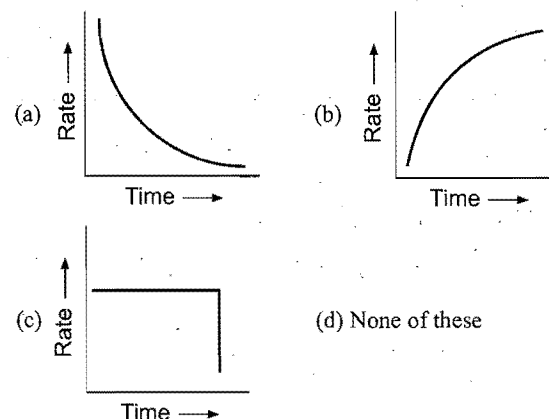 (a)
Rate →
Time →
(b)
Rate →
Time →
(c)
Rate →
Time →
(d) None of these